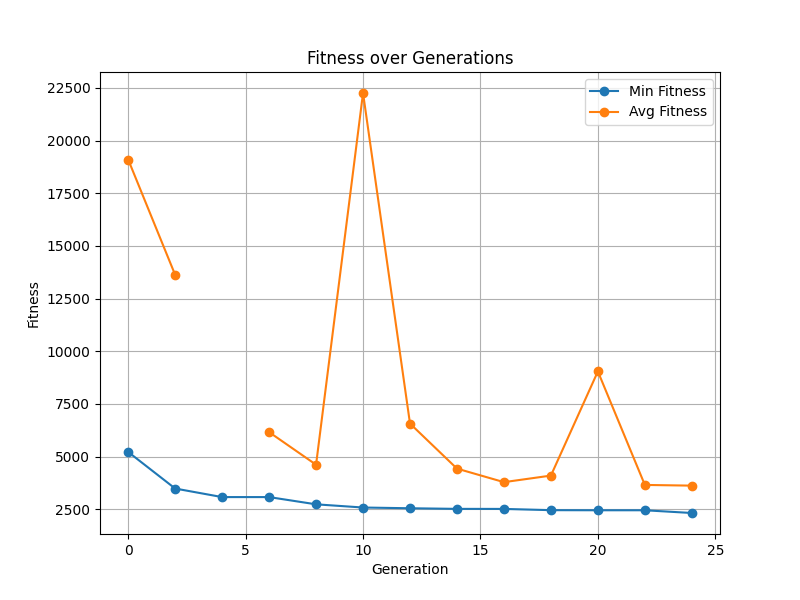 Fitness over Generations
Min Fitness
Avg Fitness
22500
20000
17500
15000
12500
10000
7500
5000
2500
Fitness
0 5 10 15 20 25
Generation